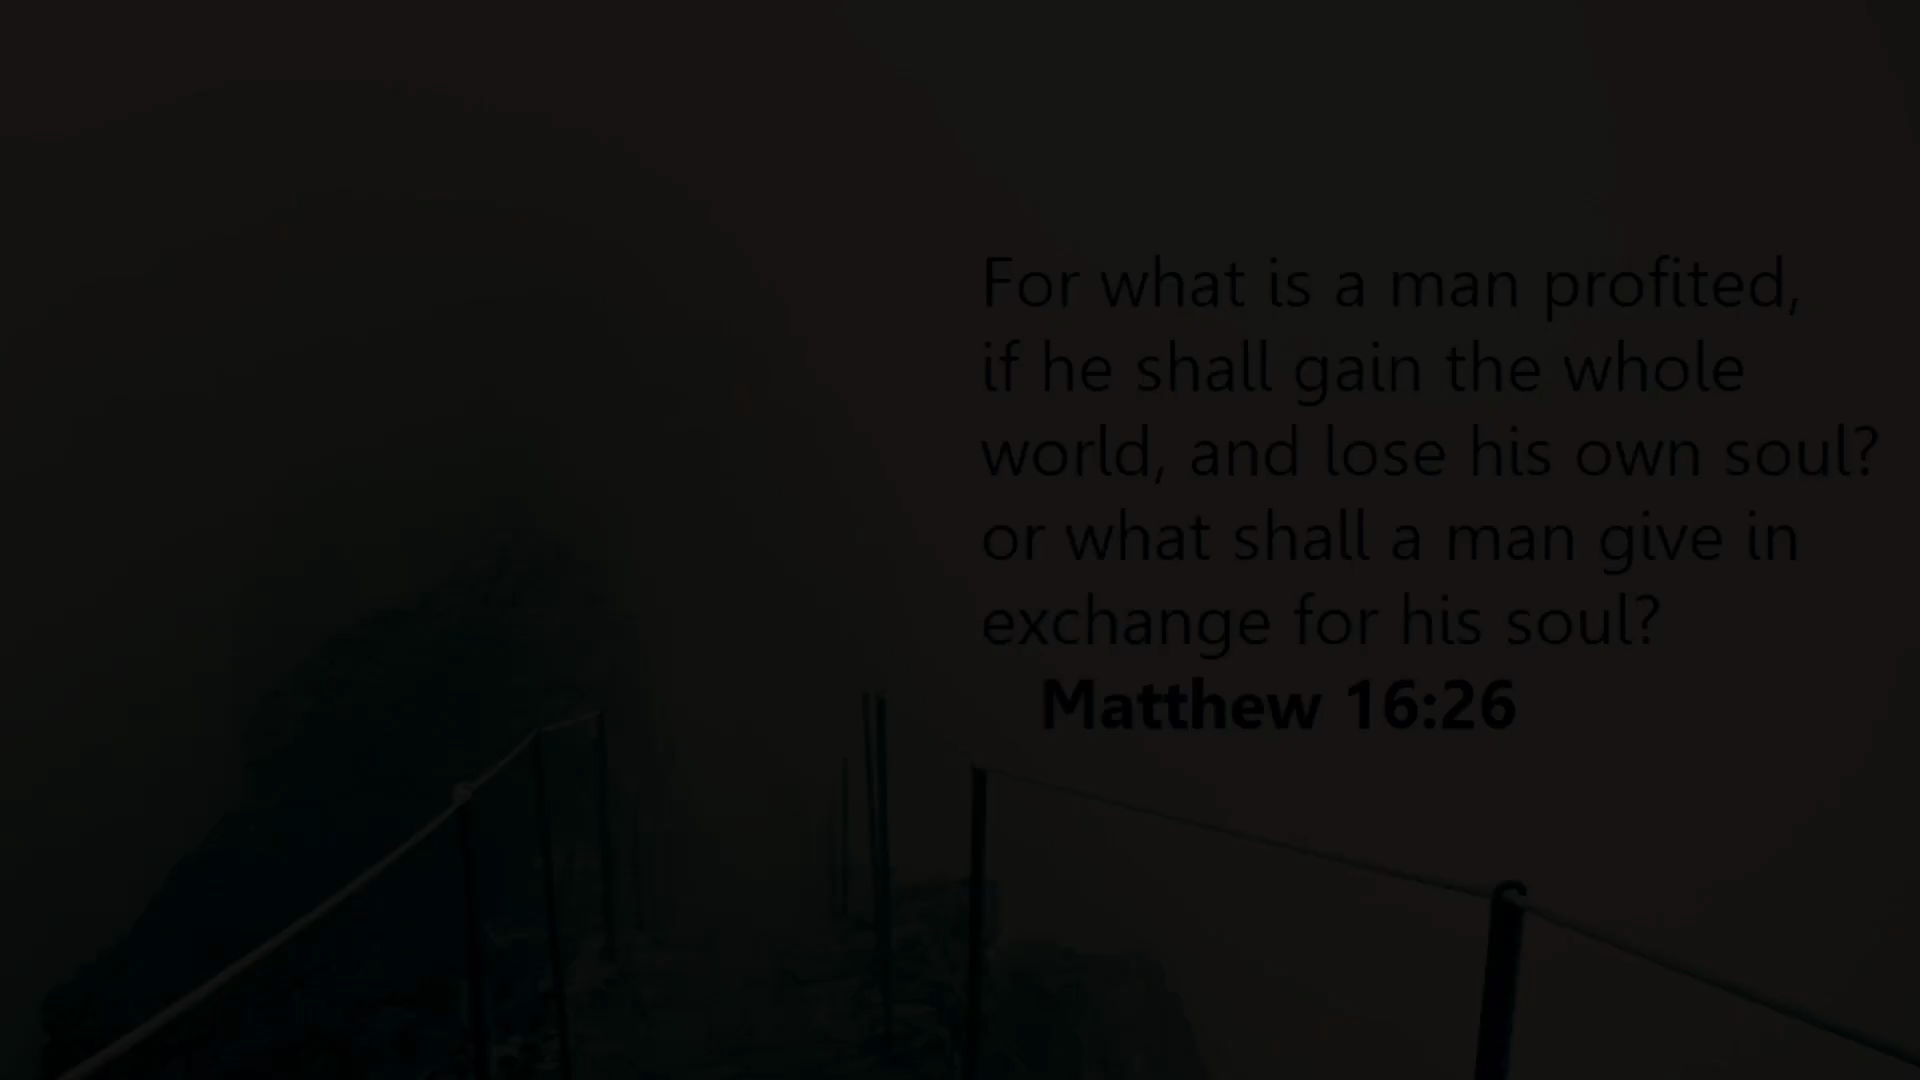 For what is a man profited,
if he shall gain the whole
world, and lose his own soul?
or what shall a man give in
exchange for his soul?
Matthew 16:26